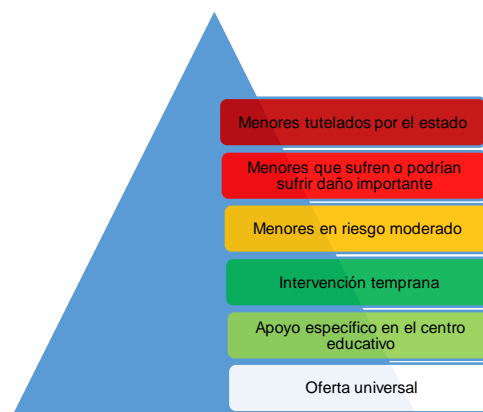 Menores tutelados por el estado
Menores que sufren o podrían
sufrir daño importante
Menores en riesgo moderado
Intervención temprana
Apoyo específico en el centro
educativo
Oferta universal